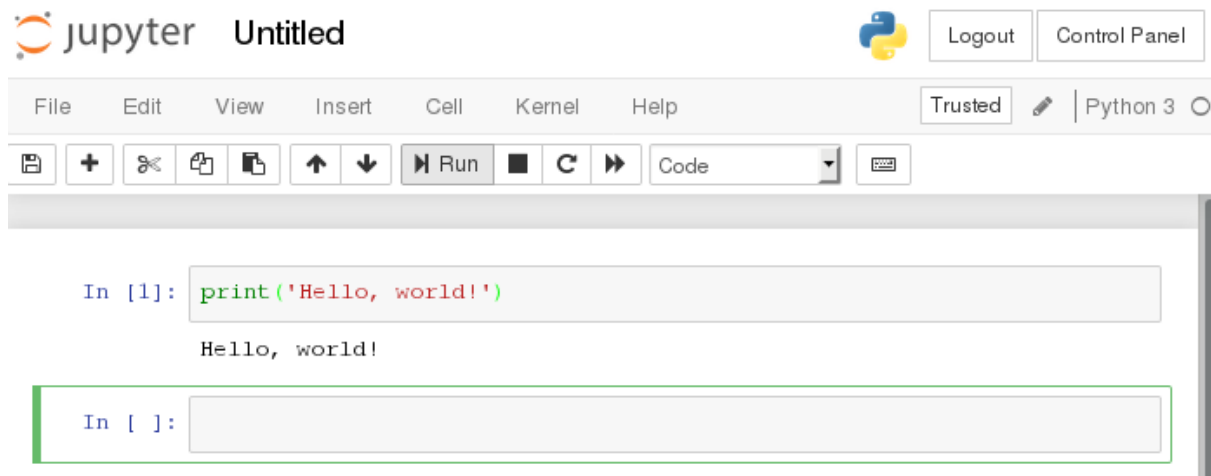 jupyter Untitled Logout Control Panel
File Edit View Insert Cell Kernel Help Trusted Python 3
Run Code
In [1]: print('Hello, world!')
Hello, world!
In [ ]: